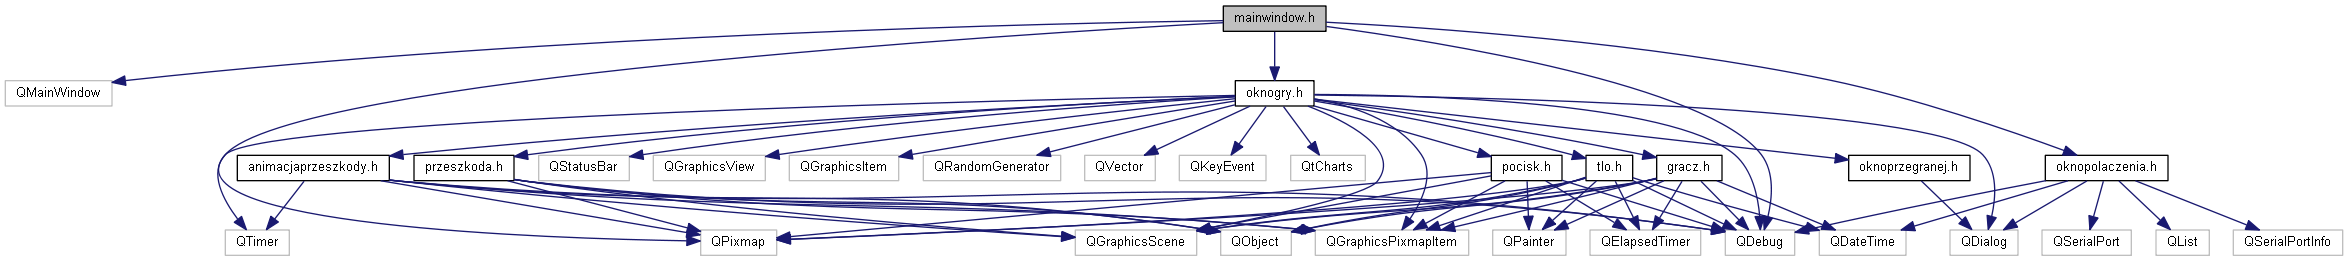 mainwindow.h
QMainWindow
oknogry.h
animacjaprzeszkody.h
przeszkoda.h
QStatusBar
QGraphicsView
QGraphicsItem
QRandomGenerator
QVector
QKeyEvent
QtCharts
pocisk.h
tlo.h
gracz.h
oknoprzegranej.h
oknopolaczenia.h
QTimer
QPixmap
QGraphicsScene
QObject
QGraphicsPixmapItem
QPainter
QElapsedTimer
QDebug
QDateTime
QDialog
QSerialPort
QList
QSerialPortInfo